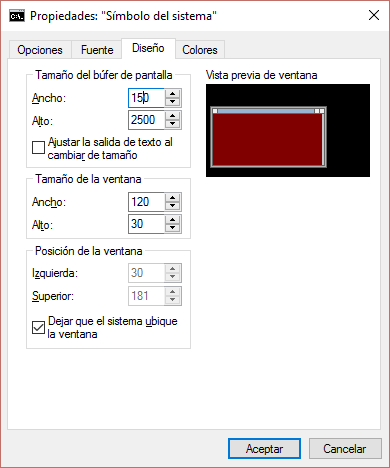 C:\.
Propiedades: "Símbolo del sistema"
Opciones
Fuente
Diseño
Colores
Tamaño del búfer de pantalla
Ancho:
150
Alto:
2500
Ajustar la salida de texto al
cambiar de tamaño
Tamaño de la ventana
Ancho:
120
Alto:
30
Posición de la ventana
Izquierda:
30
Superior:
181
Dejar que el sistema ubique
la ventana
Vista previa de ventana
Aceptar
Cancelar